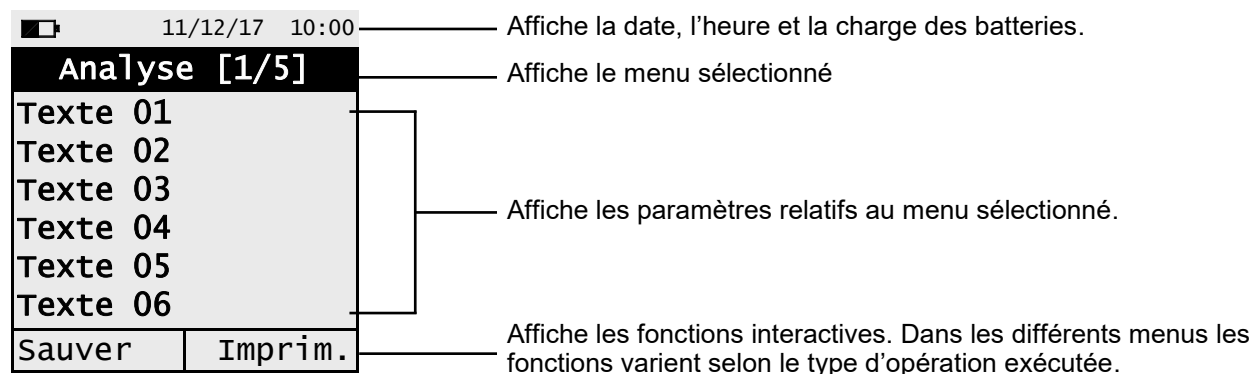 11/12/17 10:00
Affiche la date, l'heure et la charge des batteries.
Analyse [1/5]
Affiche le menu sélectionné
Texte 01
Texte 02
Texte 03
Texte 04
Texte 05
Texte 06
Affiche les paramètres relatifs au menu sélectionné.
Sauver Imprim.
Affiche les fonctions interactives. Dans les différents menus les
fonctions varient selon le type d'opération exécutée.